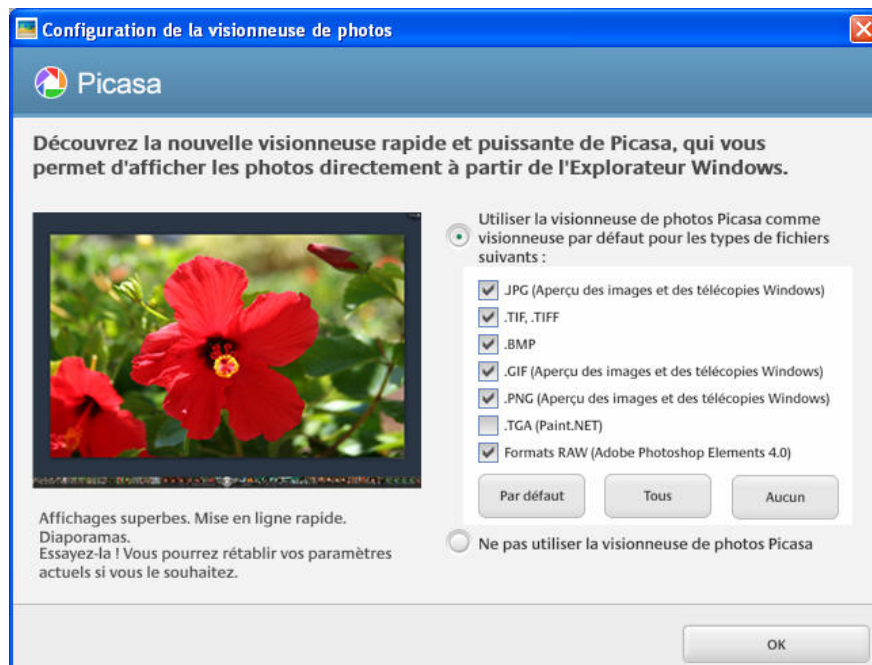 Configuration de la visionneuse de photos
Picasa
Découvrez la nouvelle visionneuse rapide et puissante de Picasa, qui vous
permet d'afficher les photos directement à partir de l'Explorateur Windows.
Utiliser la visionneuse de photos Picasa comme
visionneuse par défaut pour les types de fichiers
suivants :
.JPG (Aperçu des images et des télécopies Windows)
.TIF, .TIFF
.BMP
.GIF (Aperçu des images et des télécopies Windows)
.PNG (Aperçu des images et des télécopies Windows)
.TGA (Paint.NET)
Formats RAW (Adobe Photoshop Elements 4.0)
Par défaut Tous Aucun
Affichages superbes. Mise en ligne rapide.
Diaporamas.
Essayez-la ! Vous pourrez rétablir vos paramètres
actuels si vous le souhaitez.
Ne pas utiliser la visionneuse de photos Picasa
OK